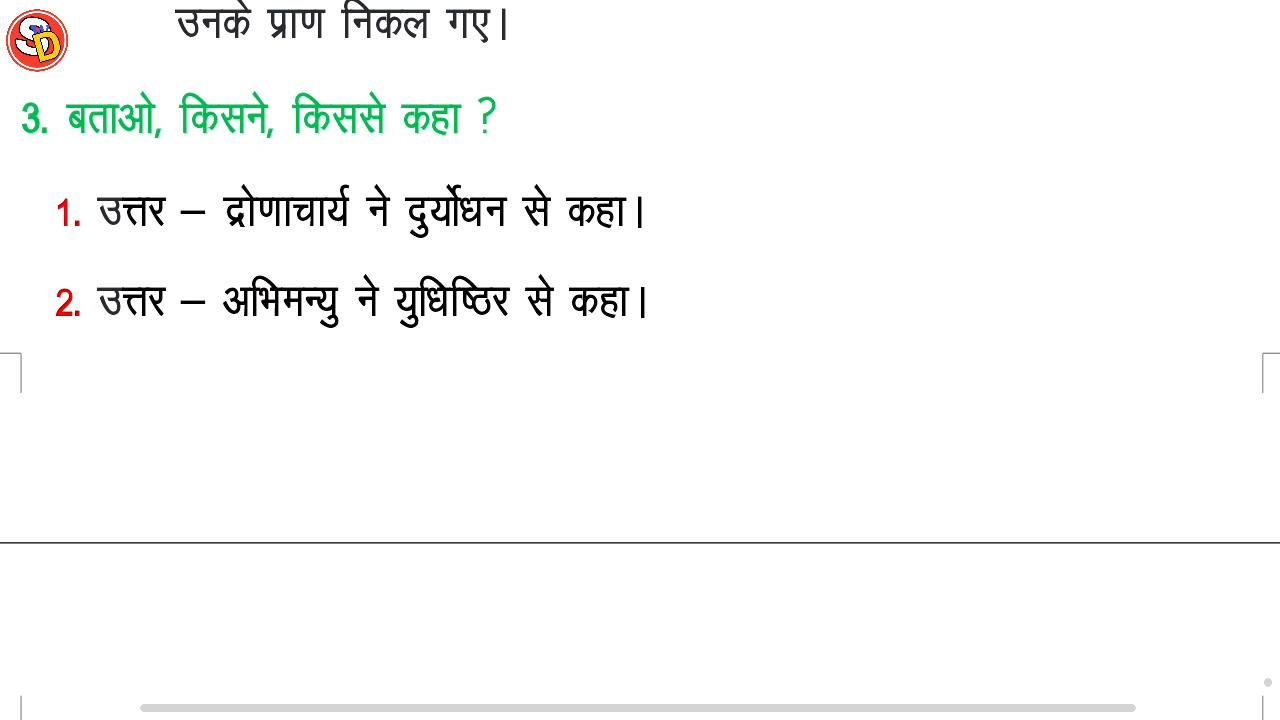 उनके प्राण निकल गए।
SD
3. बताओ, किसने, किससे कहा ?
1. उत्तर – द्रोणाचार्य ने दुर्योधन से कहा।
2. उत्तर – अभिमन्यु ने युधिष्ठिर से कहा।